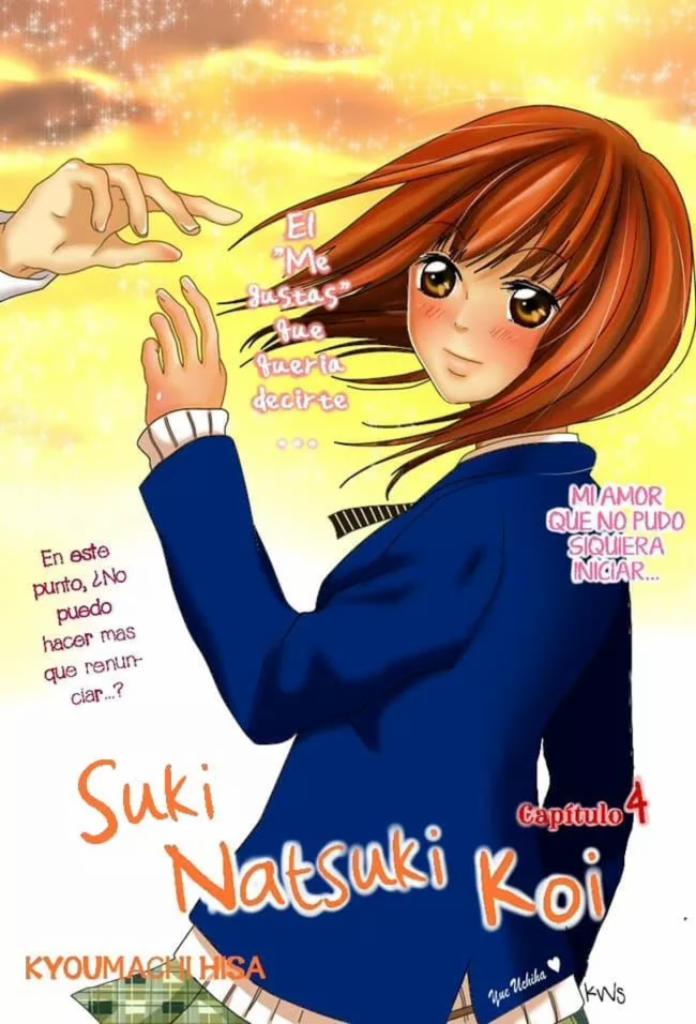 El
"Me
gustas"
que
queria
decirte
...
MI AMOR
QUE NO PUDO
SIQUIERA
INICIAR...
En este
punto, ¿No
puedo
hacer mas
que renun-
ciar...?
Suki
Natsuki Koi
Capítulo 4
KYOUMACHI HISA
Yue Uchiha
KWS